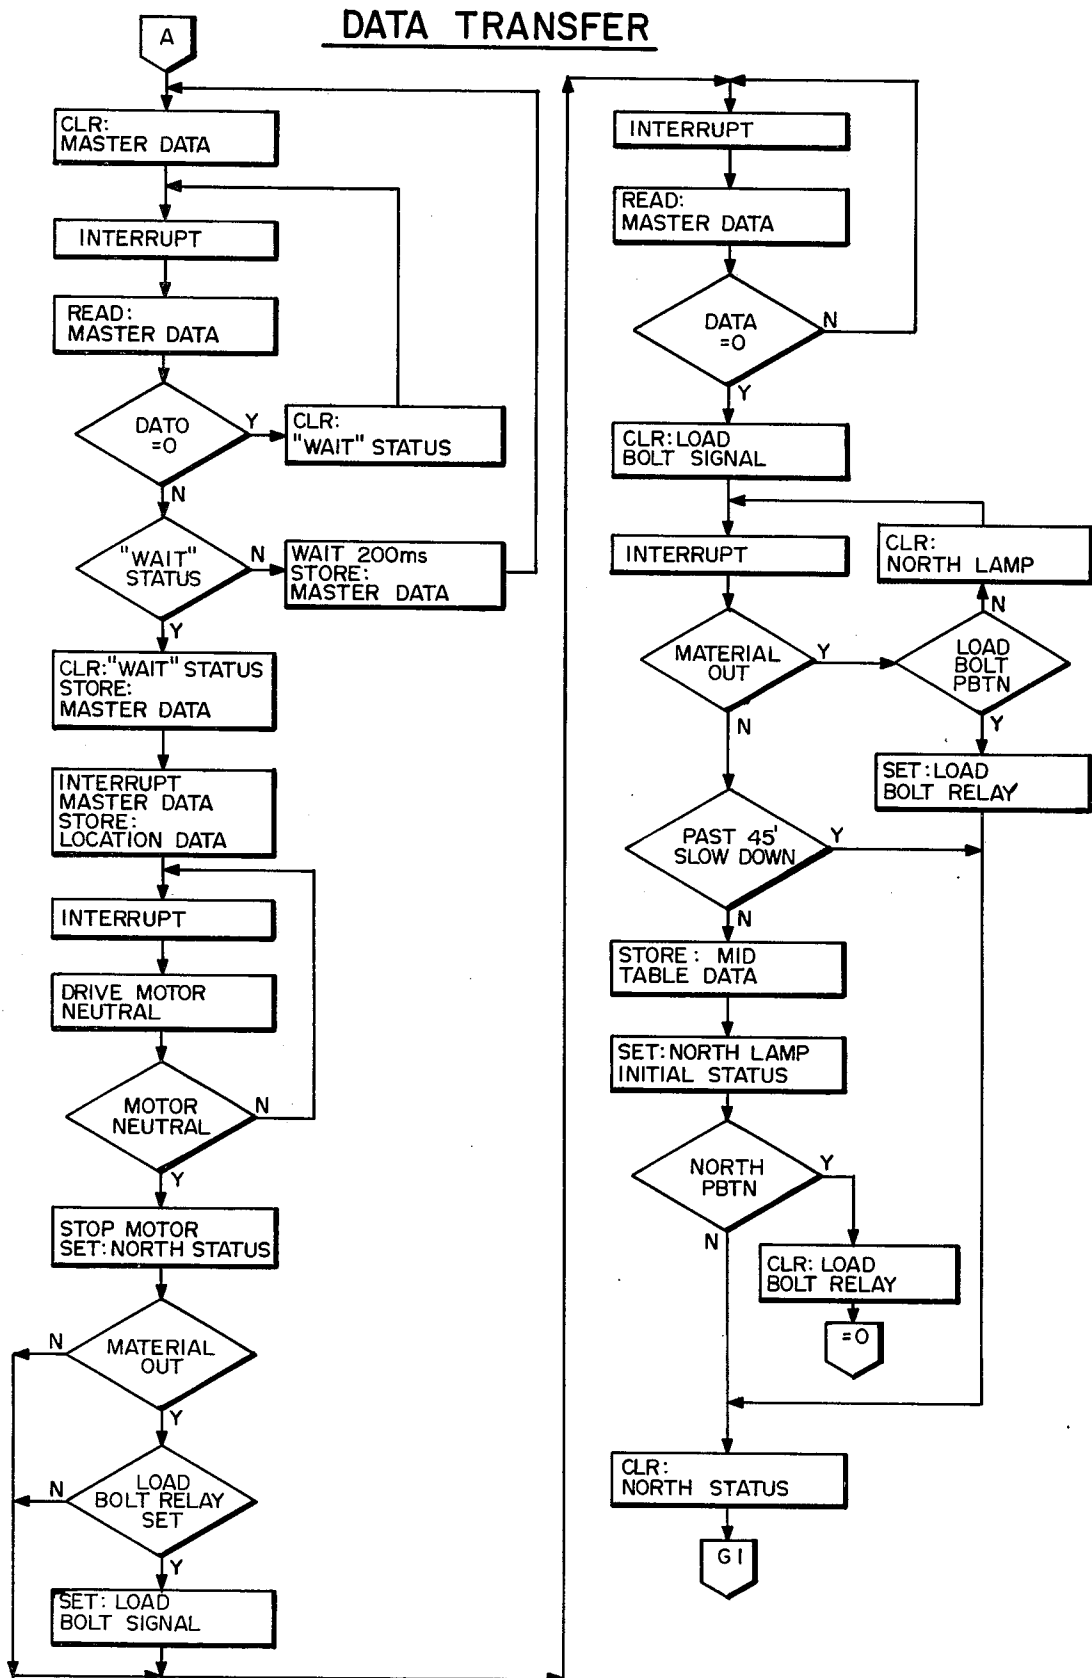 DATA TRANSFER
A
CLR:
MASTER DATA
INTERRUPT
READ:
MASTER DATA
DATO
=0
Y
CLR:
"WAIT" STATUS
N
"WAIT"
STATUS
N
WAIT 200ms
STORE:
MASTER DATA
Y
CLR:"WAIT" STATUS
STORE:
MASTER DATA
INTERRUPT
MASTER DATA
STORE:
LOCATION DATA
INTERRUPT
DRIVE MOTOR
NEUTRAL
MOTOR
NEUTRAL
N
Y
STOP MOTOR
SET:NORTH STATUS
MATERIAL
OUT
N
Y
LOAD
BOLT RELAY
SET
N
Y
SET: LOAD
BOLT SIGNAL
INTERRUPT
READ:
MASTER DATA
DATA
=0
N
Y
CLR:LOAD
BOLT SIGNAL
INTERRUPT
CLR:
NORTH LAMP
N
MATERIAL
OUT
Y
LOAD
BOLT
PBTN
N
Y
SET:LOAD
BOLT RELAY
PAST 45'
SLOW DOWN
Y
N
STORE: MID
TABLE DATA
SET:NORTH LAMP
INITIAL STATUS
NORTH
PBTN
Y
N
CLR: LOAD
BOLT RELAY
=0
CLR:
NORTH STATUS
G1